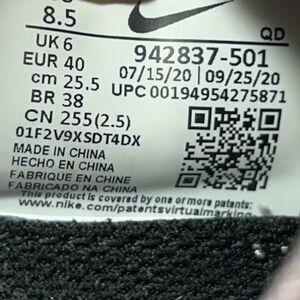 8.5
QD
UK 6
942837-501
EUR 40
07/15/20 | 09/25/20
cm 25.5
UPC 00194954275871
BR 38
CN 255(2.5)
01F2V9XSDT4DX
MADE IN CHINA
HECHO EN CHINA
FABRIQUE EN CHINE
FABRICADO NA CHINA
This product is covered by one or more patents:
www.nike.com/patentsvirtualmarking